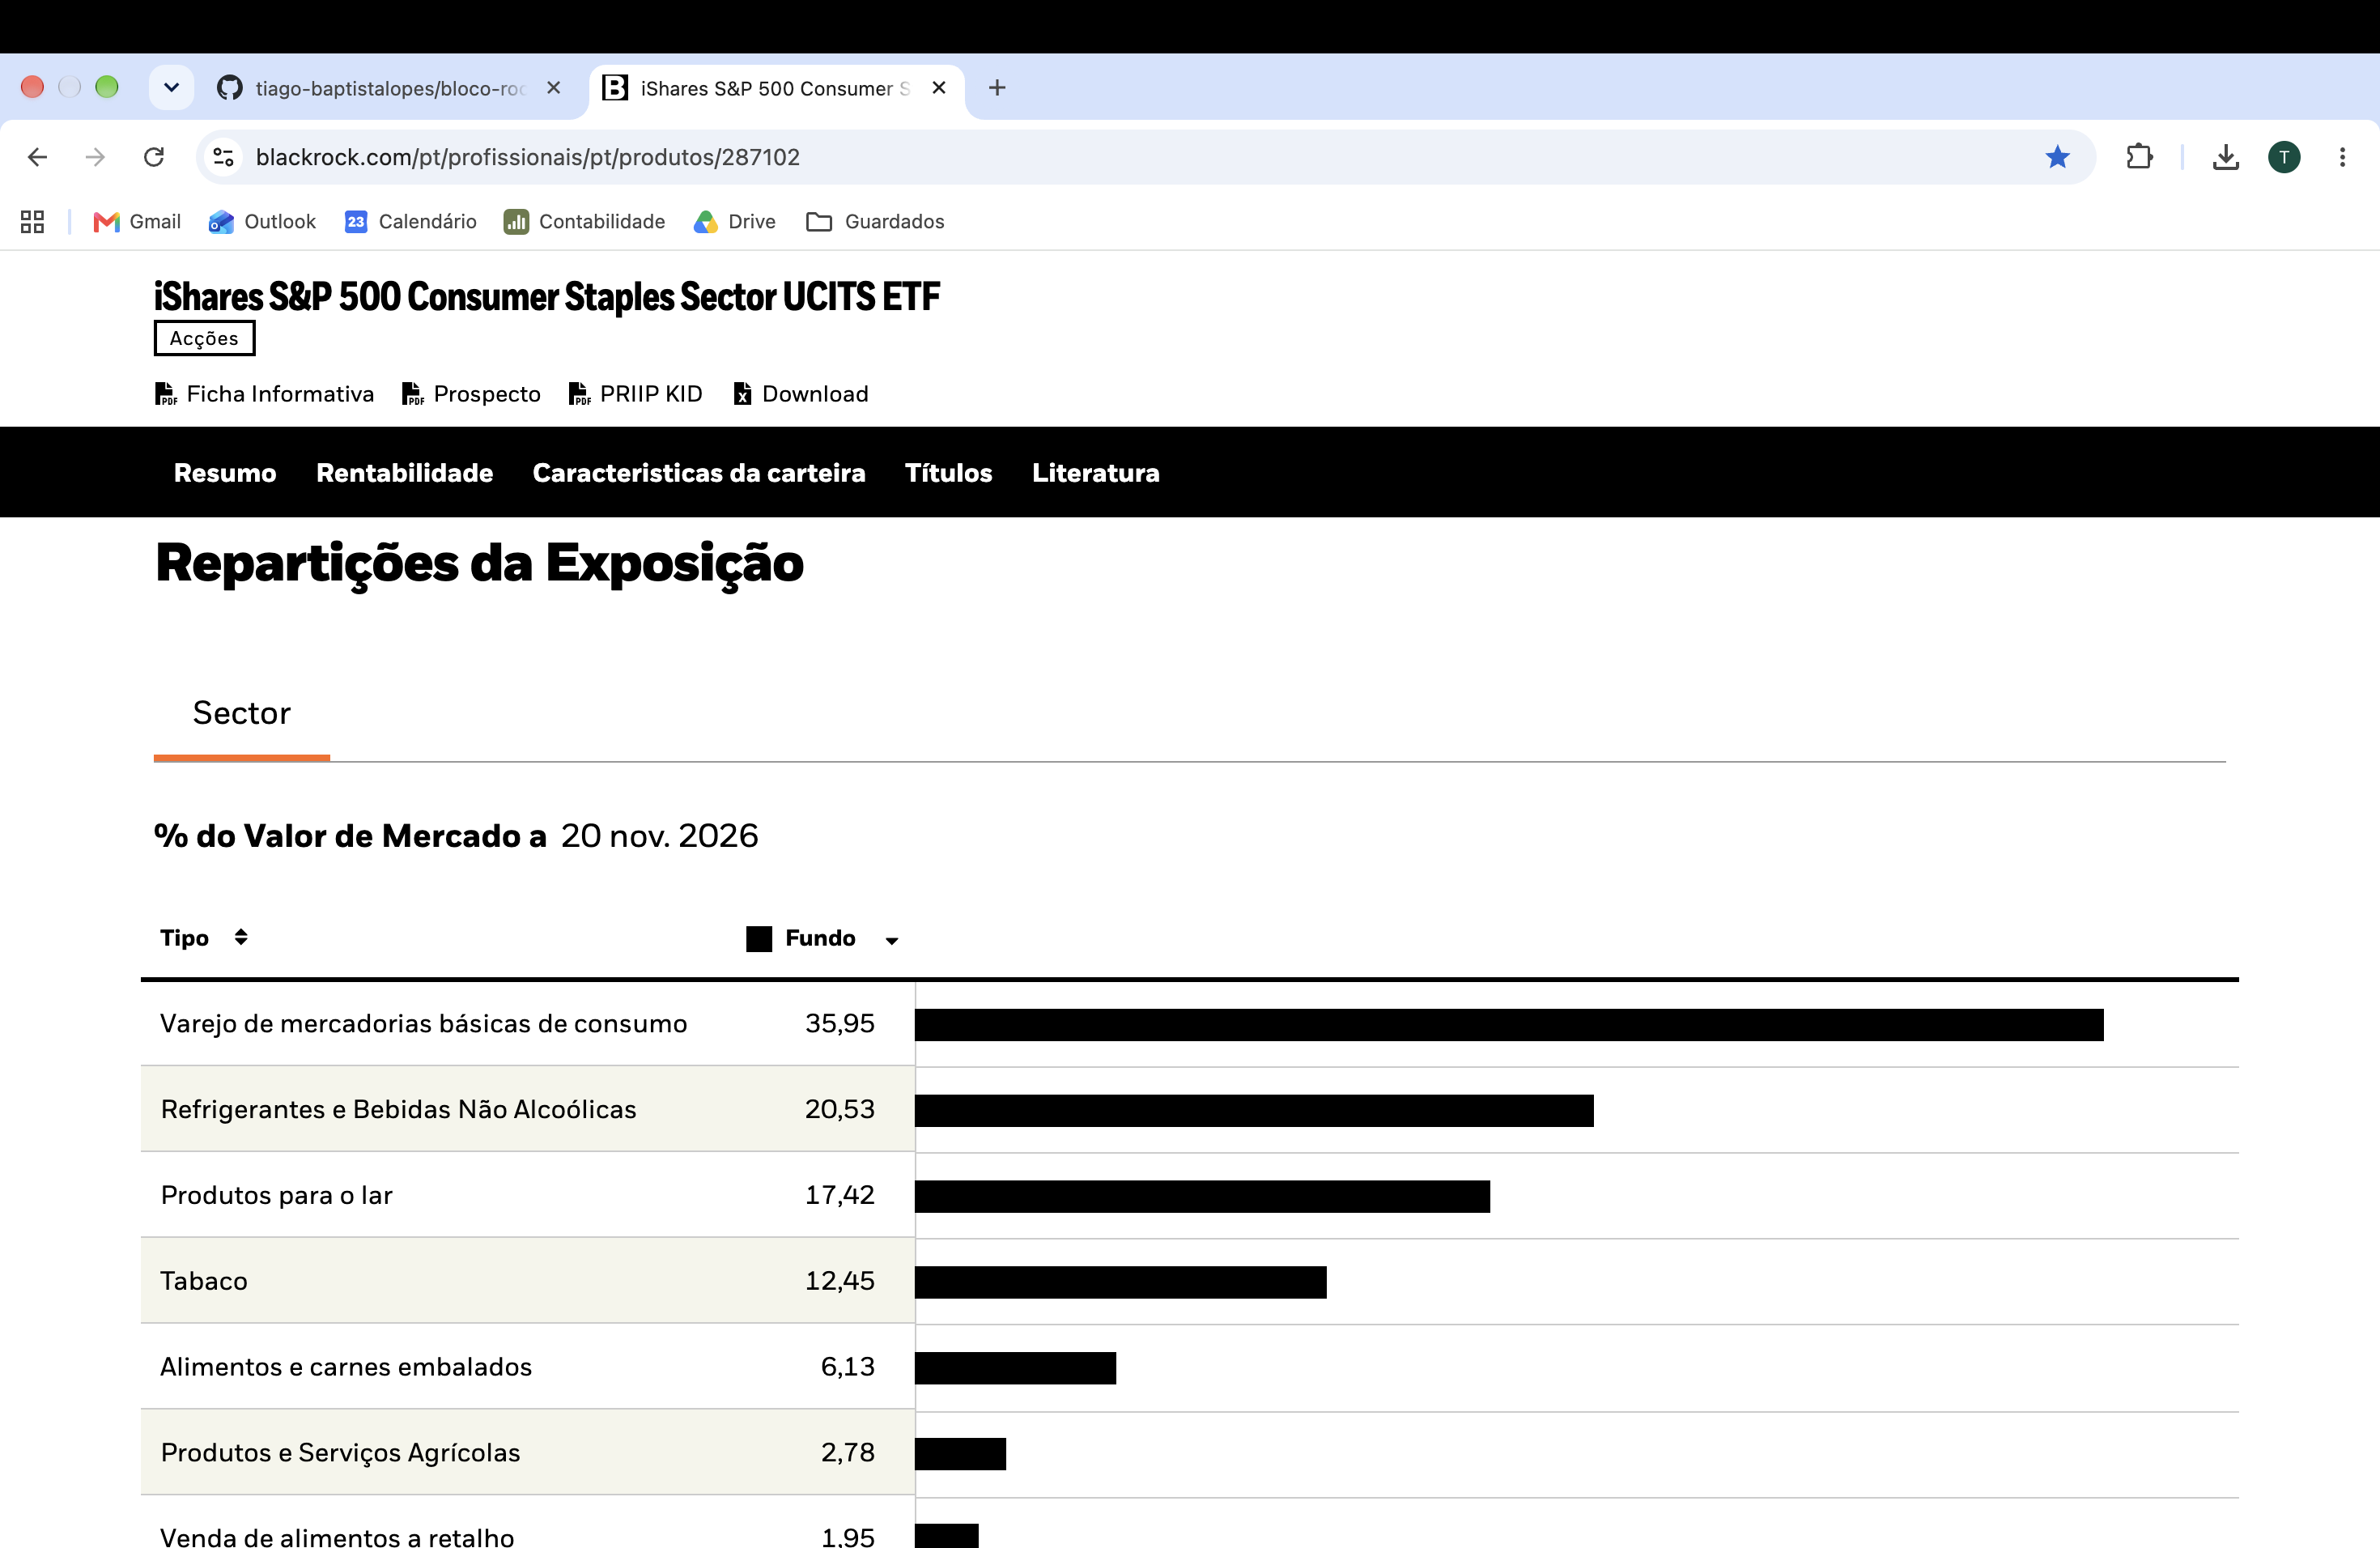 tiago-baptistalopes/bloco-roc
iShares S&P 500 Consumer S
blackrock.com/pt/profissionais/pt/produtos/287102
T
Gmail
Outlook
23
Calendário
Contabilidade
Drive
Guardados
iShares S&P 500 Consumer Staples Sector UCITS ETF
Acções
Ficha Informativa
Prospecto
PRIIP KID
Download
Resumo
Rentabilidade
Caracteristicas da carteira
Títulos
Literatura
Repartições da Exposição
Sector
% do Valor de Mercado a 20 nov. 2026
Tipo
Fundo
Varejo de mercadorias básicas de consumo 35,95
Refrigerantes e Bebidas Não Alcoólicas 20,53
Produtos para o lar 17,42
Tabaco 12,45
Alimentos e carnes embalados 6,13
Produtos e Serviços Agrícolas 2,78
Venda de alimentos a retalho 1,95